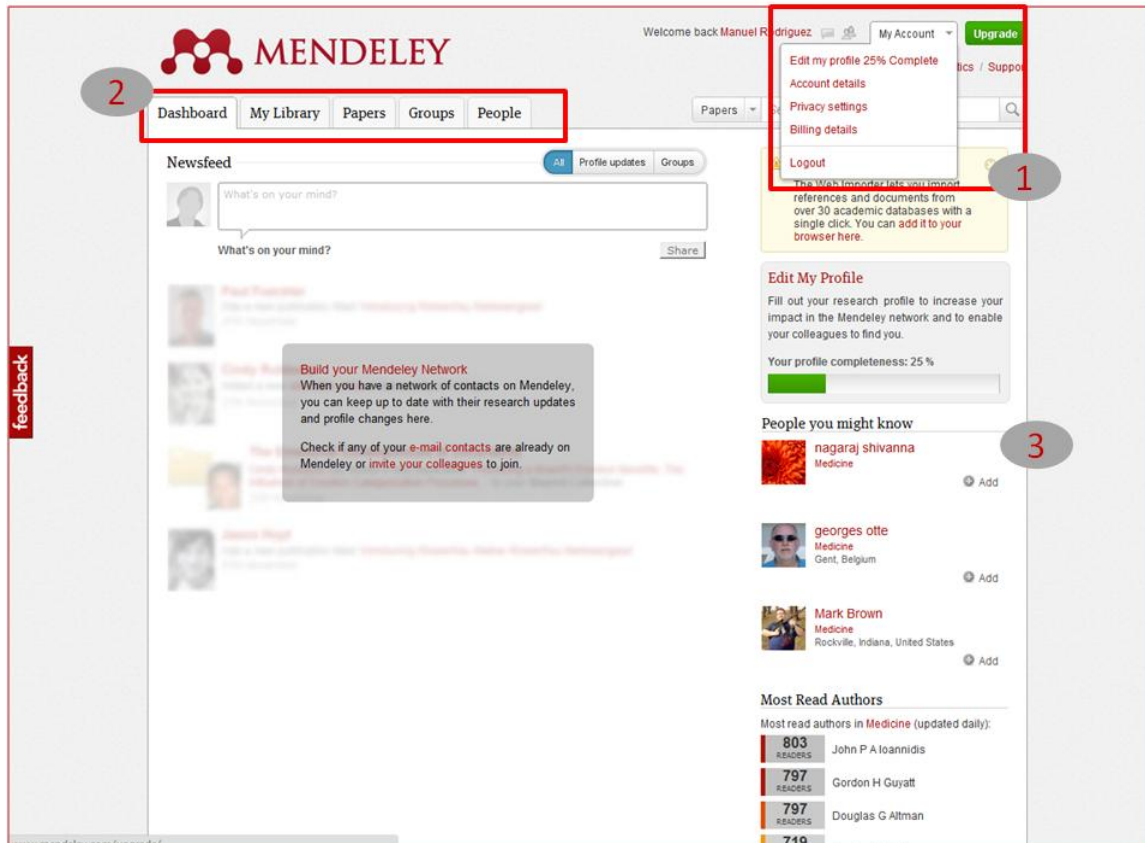 MENDELEY
Welcome back Manuel Rodriguez
My Account
Upgrade
Edit my profile 25% Complete
Account details
Privacy settings
Billing details
Logout
1
2
Dashboard
My Library
Papers
Groups
People
Papers
Newsfeed
All
Profile updates
Groups
What's on your mind?
What's on your mind?
Share
The Web Importer lets you import
references and documents from
over 30 academic databases with a
single click. You can add it to your
browser here.
Edit My Profile
Fill out your research profile to increase your
impact in the Mendeley network and to enable
your colleagues to find you.
Your profile completeness: 25 %
feedback
Build your Mendeley Network
When you have a network of contacts on Mendeley,
you can keep up to date with their research updates
and profile changes here.
Check if any of your e-mail contacts are already on
Mendeley or invite your colleagues to join.
People you might know
3
nagaraj shivanna
Medicine
Add
georges otte
Medicine
Gent, Belgium
Add
Mark Brown
Medicine
Rockville, Indiana, United States
Add
Most Read Authors
Most read authors in Medicine (updated daily):
803
READERS
John P A Ioannidis
797
READERS
Gordon H Guyatt
797
READERS
Douglas G Altman
719